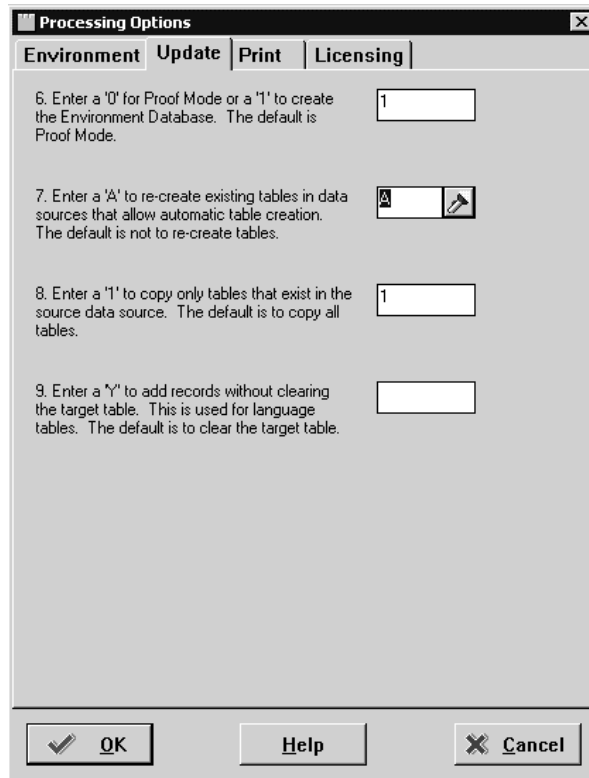 Processing Options
Environment Update Print Licensing
6. Enter a '0' for Proof Mode or a '1' to create
the Environment Database.  The default is
Proof Mode.
1
7. Enter a 'A' to re-create existing tables in data
sources that allow automatic table creation.
The default is not to re-create tables.
A
8. Enter a '1' to copy only tables that exist in the
source data source.  The default is to copy all
tables.
1
9. Enter a 'Y' to add records without clearing
the target table.  This is used for language
tables.  The default is to clear the target table.
OK Help Cancel